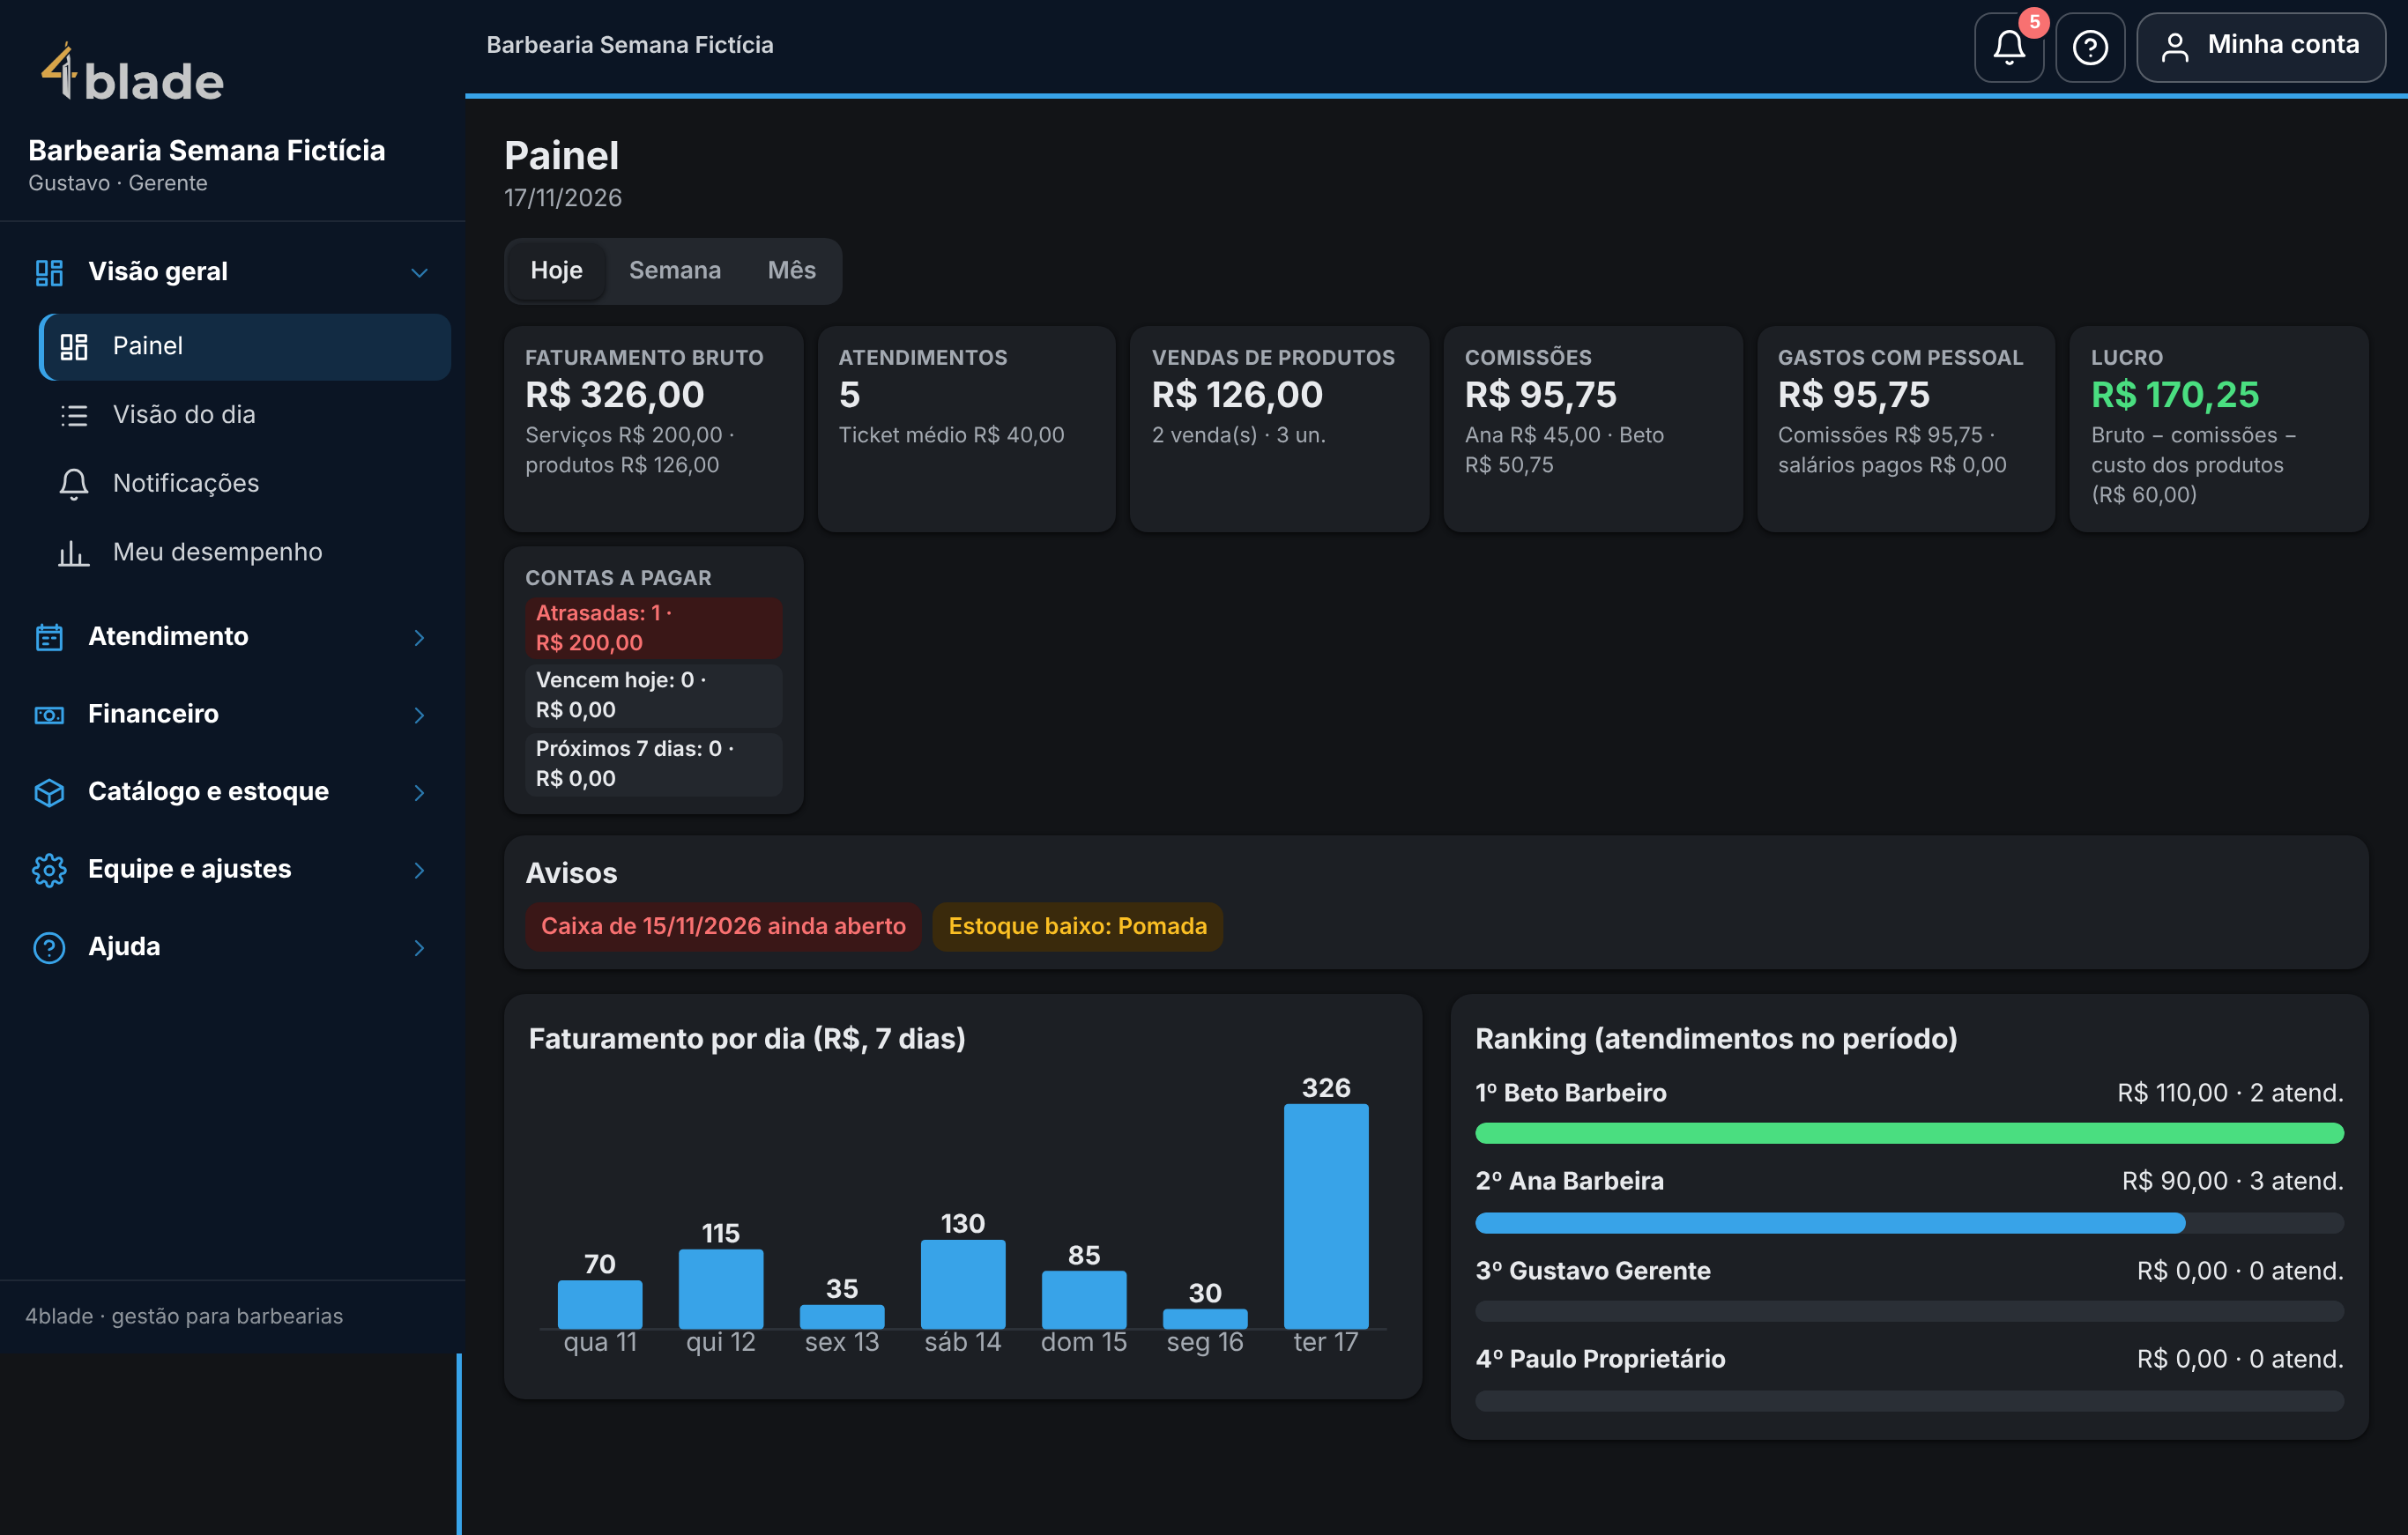 4blade
Barbearia Semana Fictícia
Gustavo · Gerente
Visão geral
Painel
Visão do dia
Notificações
Meu desempenho
Atendimento
Financeiro
Catálogo e estoque
Equipe e ajustes
Ajuda
4blade · gestão para barbearias
Barbearia Semana Fictícia
5
Minha conta
Painel
17/11/2026
Hoje Semana Mês
FATURAMENTO BRUTO
R$ 326,00
Serviços R$ 200,00 ·
produtos R$ 126,00
ATENDIMENTOS
5
Ticket médio R$ 40,00
VENDAS DE PRODUTOS
R$ 126,00
2 venda(s) · 3 un.
COMISSÕES
R$ 95,75
Ana R$ 45,00 · Beto
R$ 50,75
GASTOS COM PESSOAL
R$ 95,75
Comissões R$ 95,75 ·
salários pagos R$ 0,00
LUCRO
R$ 170,25
Bruto − comissões −
custo dos produtos
(R$ 60,00)
CONTAS A PAGAR
Atrasadas: 1 ·
R$ 200,00
Vencem hoje: 0 ·
R$ 0,00
Próximos 7 dias: 0 ·
R$ 0,00
Avisos
Caixa de 15/11/2026 ainda aberto
Estoque baixo: Pomada
Faturamento por dia (R$, 7 dias)
70 115 35 130 85 30 326
qua 11 qui 12 sex 13 sáb 14 dom 15 seg 16 ter 17
Ranking (atendimentos no período)
1º Beto Barbeiro R$ 110,00 · 2 atend.
2º Ana Barbeira R$ 90,00 · 3 atend.
3º Gustavo Gerente R$ 0,00 · 0 atend.
4º Paulo Proprietário R$ 0,00 · 0 atend.